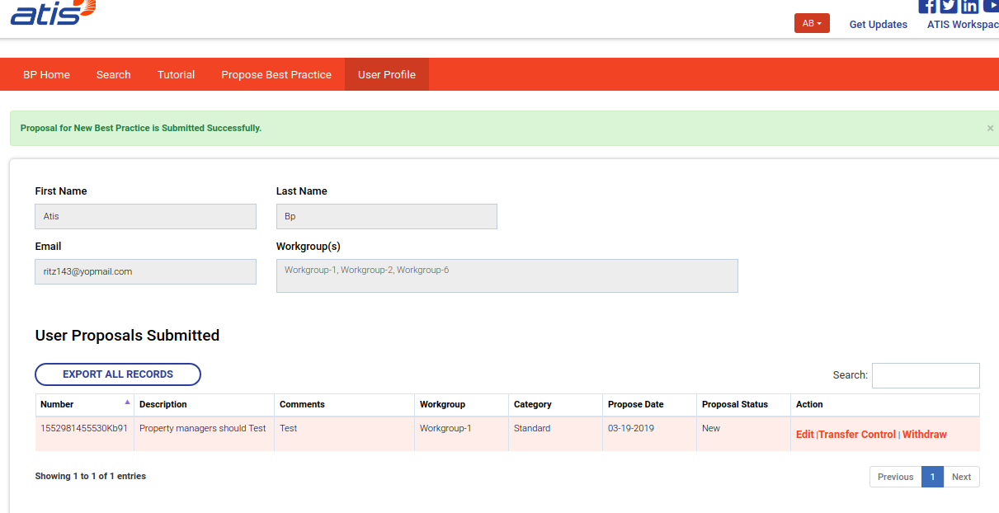 atis
AB
Get Updates
ATIS Workspac
BP Home
Search
Tutorial
Propose Best Practice
User Profile
Proposal for New Best Practice is Submitted Successfully.
×
First Name
Last Name
Atis
Bp
Email
Workgroup(s)
ritz143@yopmail.com
Workgroup-1, Workgroup-2, Workgroup-6
User Proposals Submitted
EXPORT ALL RECORDS
Search:
Number Description Comments Workgroup Category Propose Date Proposal Status Action
1552981455530Kb91 Property managers should Test Test Workgroup-1 Standard 03-19-2019 New Edit |Transfer Control | Withdraw
Showing 1 to 1 of 1 entries
Previous 1 Next